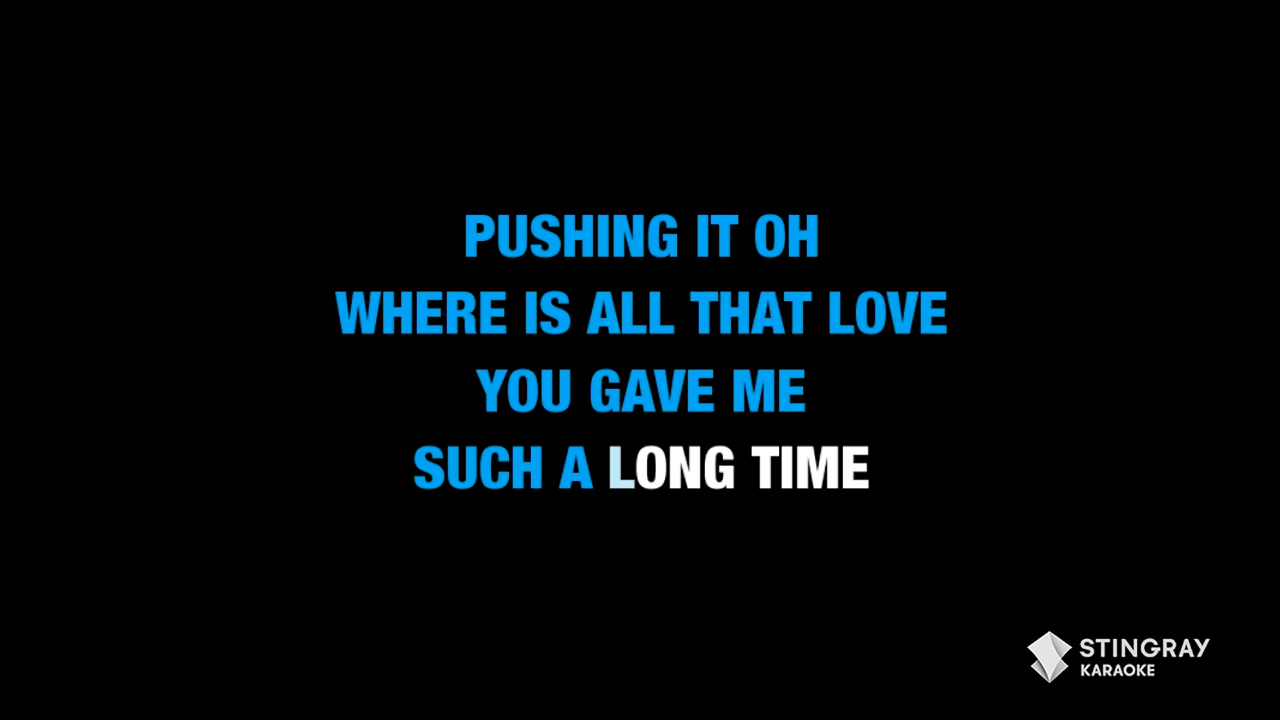 PUSHING IT OH
WHERE IS ALL THAT LOVE
YOU GAVE ME
SUCH A LONG TIME
STINGRAY
KARAOKE